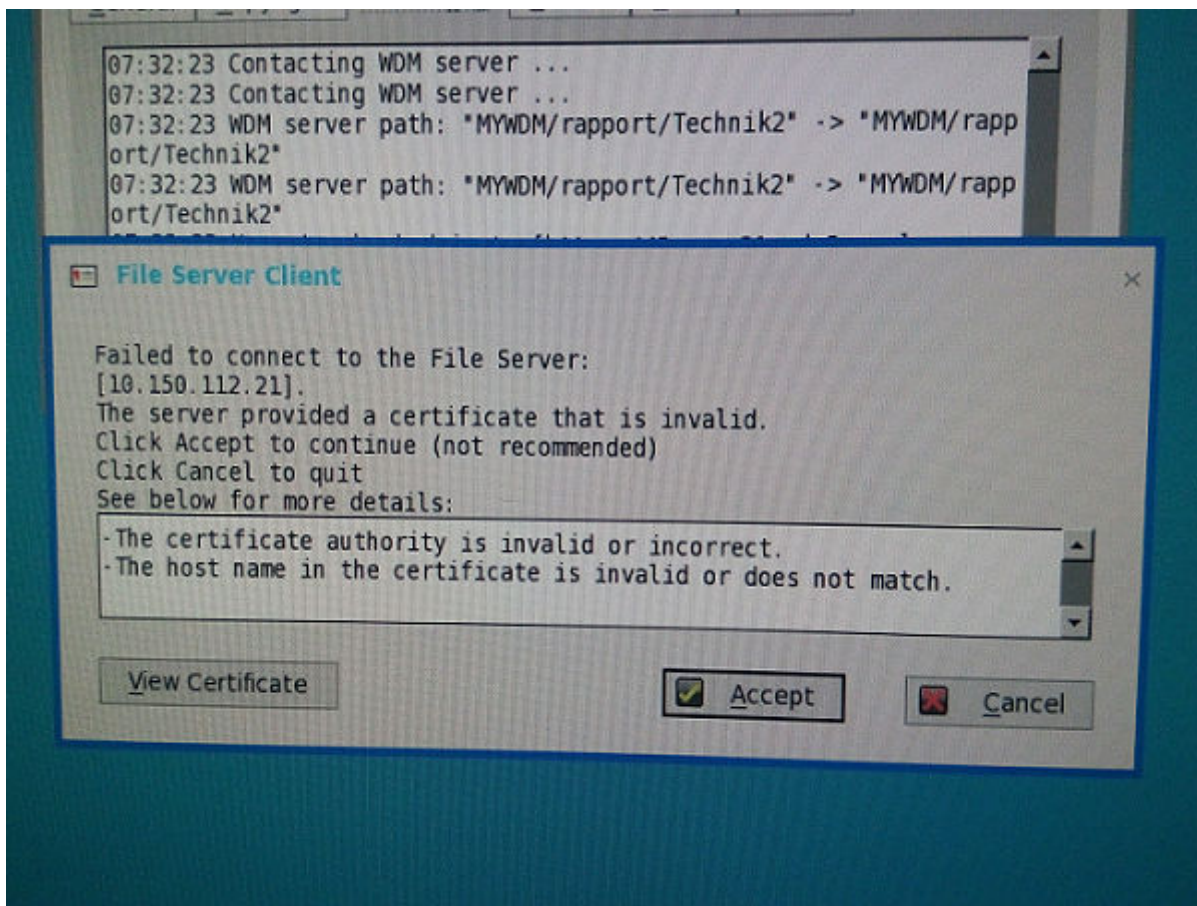 07:32:23 Contacting WDM server ...
07:32:23 Contacting WDM server ...
07:32:23 WDM server path: "MYWDM/rapport/Technik2" -> "MYWDM/rapp
ort/Technik2"
07:32:23 WDM server path: "MYWDM/rapport/Technik2" -> "MYWDM/rapp
ort/Technik2"
File Server Client
Failed to connect to the File Server:
[10.150.112.21].
The server provided a certificate that is invalid.
Click Accept to continue (not recommended)
Click Cancel to quit
See below for more details:
-The certificate authority is invalid or incorrect.
-The host name in the certificate is invalid or does not match.
View Certificate
Accept
Cancel